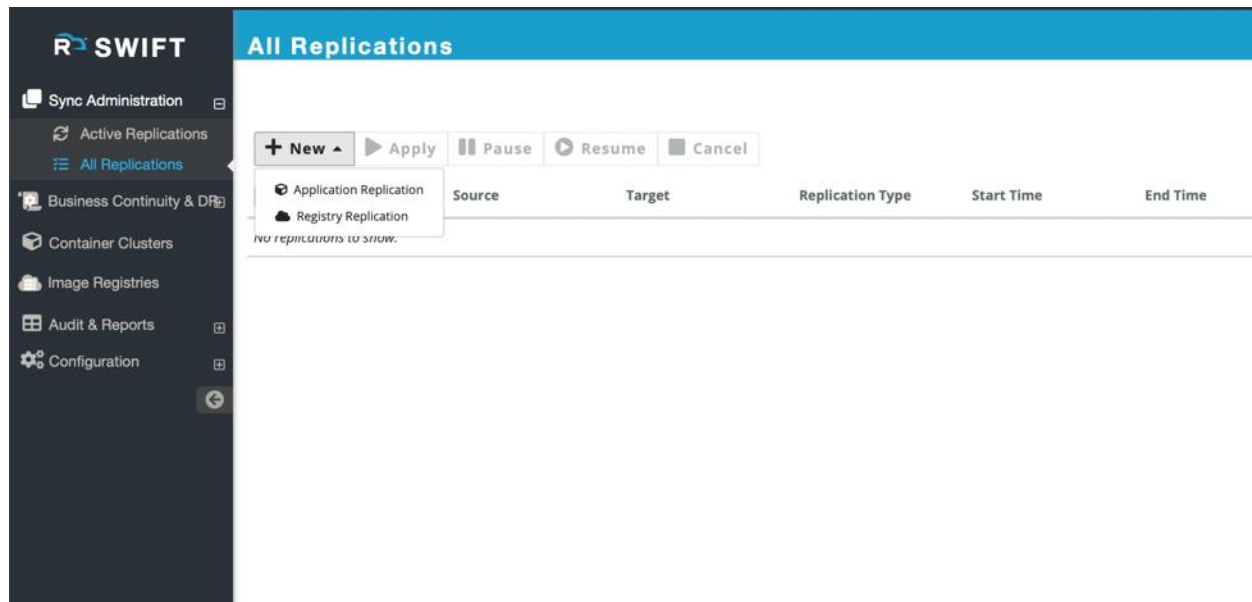 R SWIFT
All Replications
Sync Administration
Active Replications
All Replications
Business Continuity & DR
Container Clusters
Image Registries
Audit & Reports
Configuration
New
Apply
Pause
Resume
Cancel
Application Replication
Registry Replication
Source
Target
Replication Type
Start Time
End Time
No replications to show.